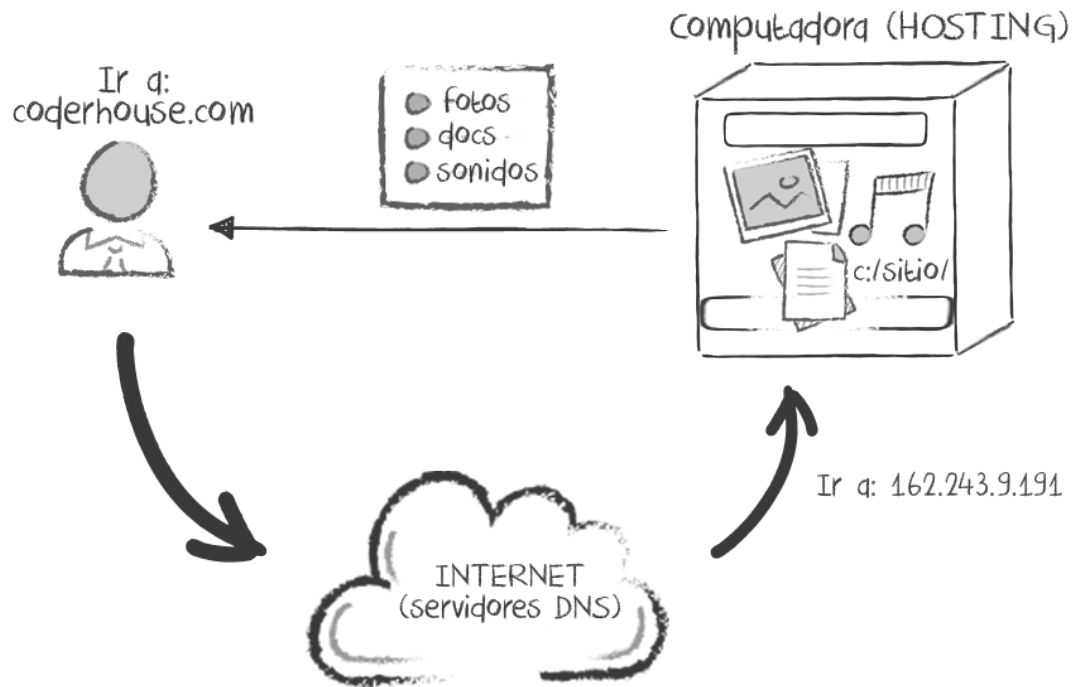 computadora (HOSTING)
Ir a:
coderhouse.com
fotos
docs
sonidos
c:/sitio/
Ir a: 162.243.9.191
INTERNET
(servidores DNS)